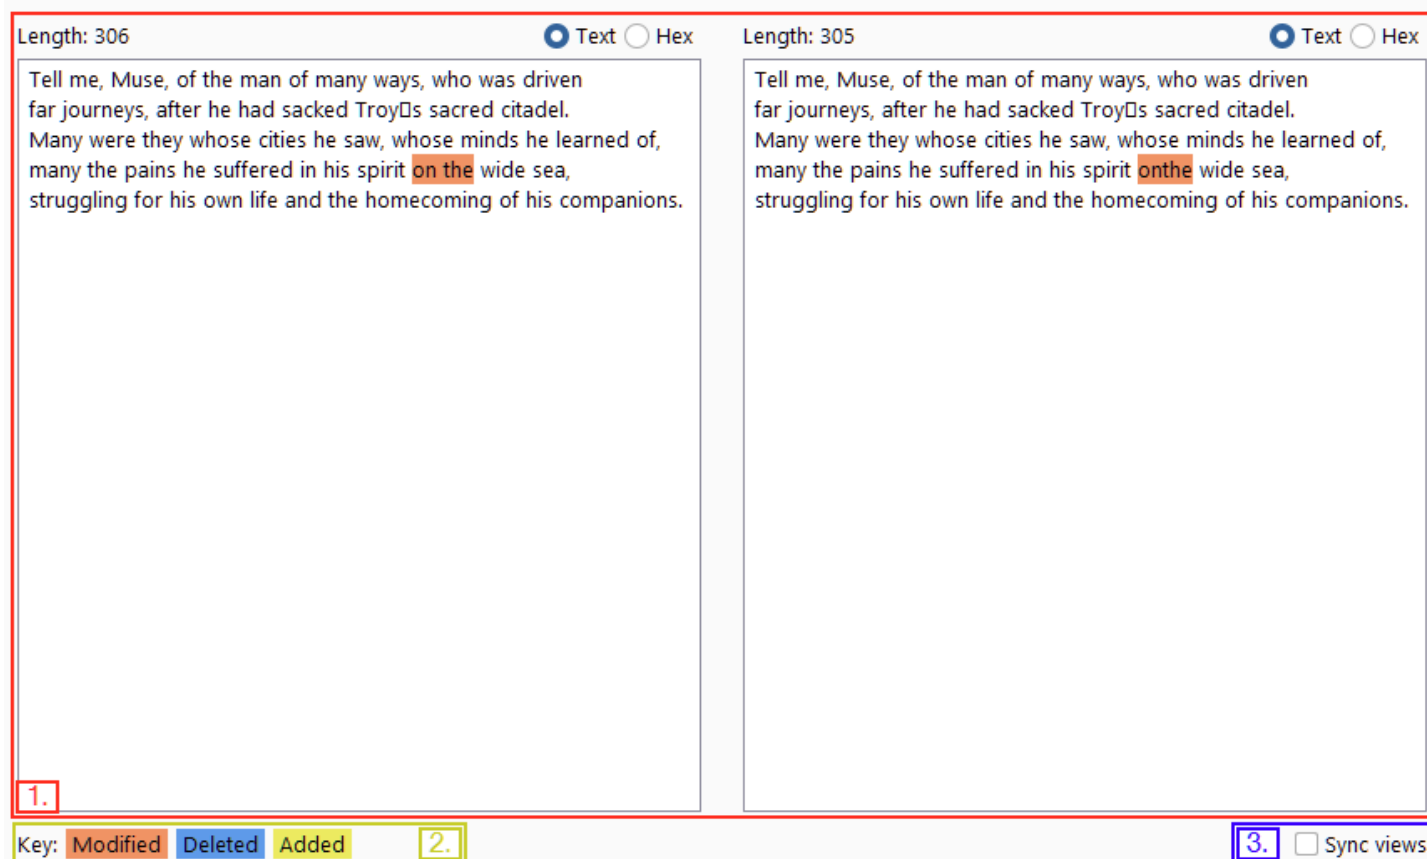 Length: 306 Text Hex
Tell me, Muse, of the man of many ways, who was driven
far journeys, after he had sacked Troy▯s sacred citadel.
Many were they whose cities he saw, whose minds he learned of,
many the pains he suffered in his spirit on the wide sea,
struggling for his own life and the homecoming of his companions.
Length: 305 Text Hex
Tell me, Muse, of the man of many ways, who was driven
far journeys, after he had sacked Troy▯s sacred citadel.
Many were they whose cities he saw, whose minds he learned of,
many the pains he suffered in his spirit onthe wide sea,
struggling for his own life and the homecoming of his companions.
1.
Key: Modified Deleted Added 2.
3. Sync views